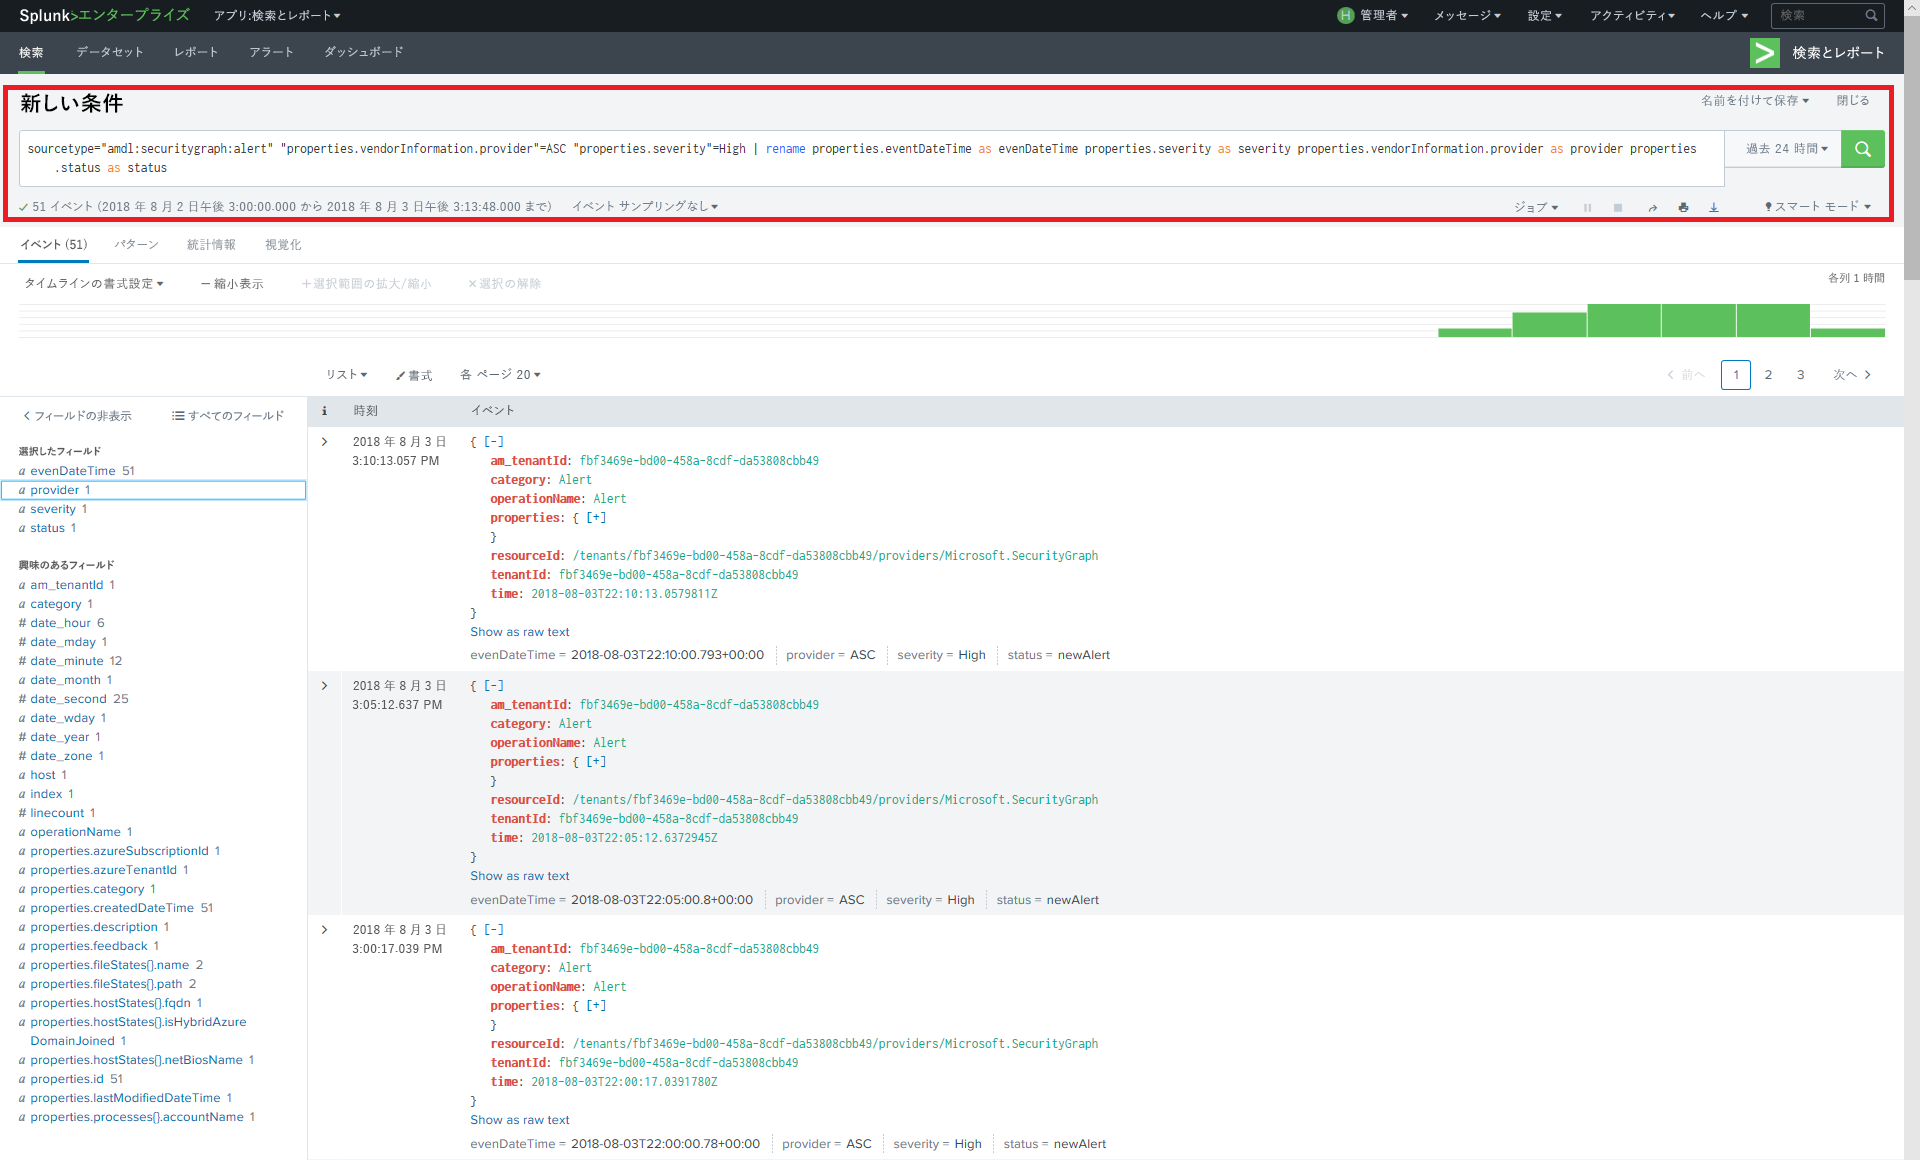 Splunk>エンタープライズ アプリ:検索とレポート▾ H 管理者▾ メッセージ▾ 設定▾ アクティビティ▾ ヘルプ▾ 検索
検索 データセット レポート アラート ダッシュボード > 検索とレポート
新しい条件 名前を付けて保存▾ 閉じる
sourcetype="amdl:securitygraph:alert" "properties.vendorInformation.provider"=ASC "properties.severity"=High | rename properties.eventDateTime as evenDateTime properties.severity as severity properties.vendorInformation.provider as provider properties
.status as status
過去 24 時間▾
✓ 51 イベント (2018 年 8 月 2 日午後 3:00:00.000 から 2018 年 8 月 3 日午後 3:13:48.000 まで) イベント サンプリングなし▾ ジョブ▾ スマート モード▾
イベント (51) パターン 統計情報 視覚化
タイムラインの書式設定▾ —縮小表示 +選択範囲の拡大/縮小 ×選択の解除 各列 1 時間
リスト▾ 書式 各 ページ 20▾ < 前へ 1 2 3 次へ >
< フィールドの非表示 すべてのフィールド
選択したフィールド
a evenDateTime 51
a provider 1
a severity 1
a status 1
興味のあるフィールド
a am_tenantId 1
a category 1
# date_hour 6
# date_mday 1
# date_minute 12
a date_month 1
# date_second 25
a date_wday 1
# date_year 1
# date_zone 1
a host 1
a index 1
# linecount 1
a operationName 1
a properties.azureSubscriptionId 1
a properties.azureTenantId 1
a properties.category 1
a properties.createdDateTime 51
a properties.description 1
a properties.feedback 1
a properties.fileStates{}.name 2
a properties.fileStates{}.path 2
a properties.hostStates{}.fqdn 1
a properties.hostStates{}.isHybridAzure
DomainJoined 1
a properties.hostStates{}.netBiosName 1
a properties.id 51
a properties.lastModifiedDateTime 1
a properties.processes{}.accountName 1
i 時刻 イベント
> 2018 年 8 月 3 日 { [-]
3:10:13.057 PM am_tenantId: fbf3469e-bd00-458a-8cdf-da53808cbb49
category: Alert
operationName: Alert
properties: { [+]
}
resourceId: /tenants/fbf3469e-bd00-458a-8cdf-da53808cbb49/providers/Microsoft.SecurityGraph
tenantId: fbf3469e-bd00-458a-8cdf-da53808cbb49
time: 2018-08-03T22:10:13.0579811Z
}
Show as raw text
evenDateTime = 2018-08-03T22:10:00.793+00:00 provider = ASC severity = High status = newAlert
> 2018 年 8 月 3 日 { [-]
3:05:12.637 PM am_tenantId: fbf3469e-bd00-458a-8cdf-da53808cbb49
category: Alert
operationName: Alert
properties: { [+]
}
resourceId: /tenants/fbf3469e-bd00-458a-8cdf-da53808cbb49/providers/Microsoft.SecurityGraph
tenantId: fbf3469e-bd00-458a-8cdf-da53808cbb49
time: 2018-08-03T22:05:12.6372945Z
}
Show as raw text
evenDateTime = 2018-08-03T22:05:00.8+00:00 provider = ASC severity = High status = newAlert
> 2018 年 8 月 3 日 { [-]
3:00:17.039 PM am_tenantId: fbf3469e-bd00-458a-8cdf-da53808cbb49
category: Alert
operationName: Alert
properties: { [+]
}
resourceId: /tenants/fbf3469e-bd00-458a-8cdf-da53808cbb49/providers/Microsoft.SecurityGraph
tenantId: fbf3469e-bd00-458a-8cdf-da53808cbb49
time: 2018-08-03T22:00:17.0391780Z
}
Show as raw text
evenDateTime = 2018-08-03T22:00:00.78+00:00 provider = ASC severity = High status = newAlert